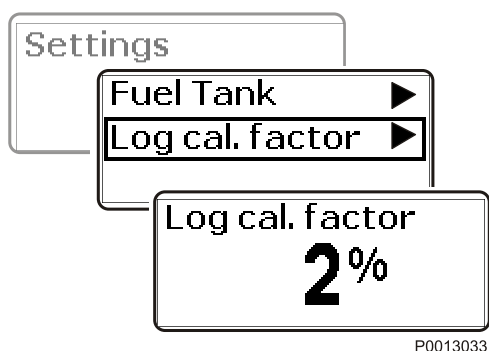 Settings
Fuel Tank
Log cal. factor
Log cal. factor
2%
P0013033